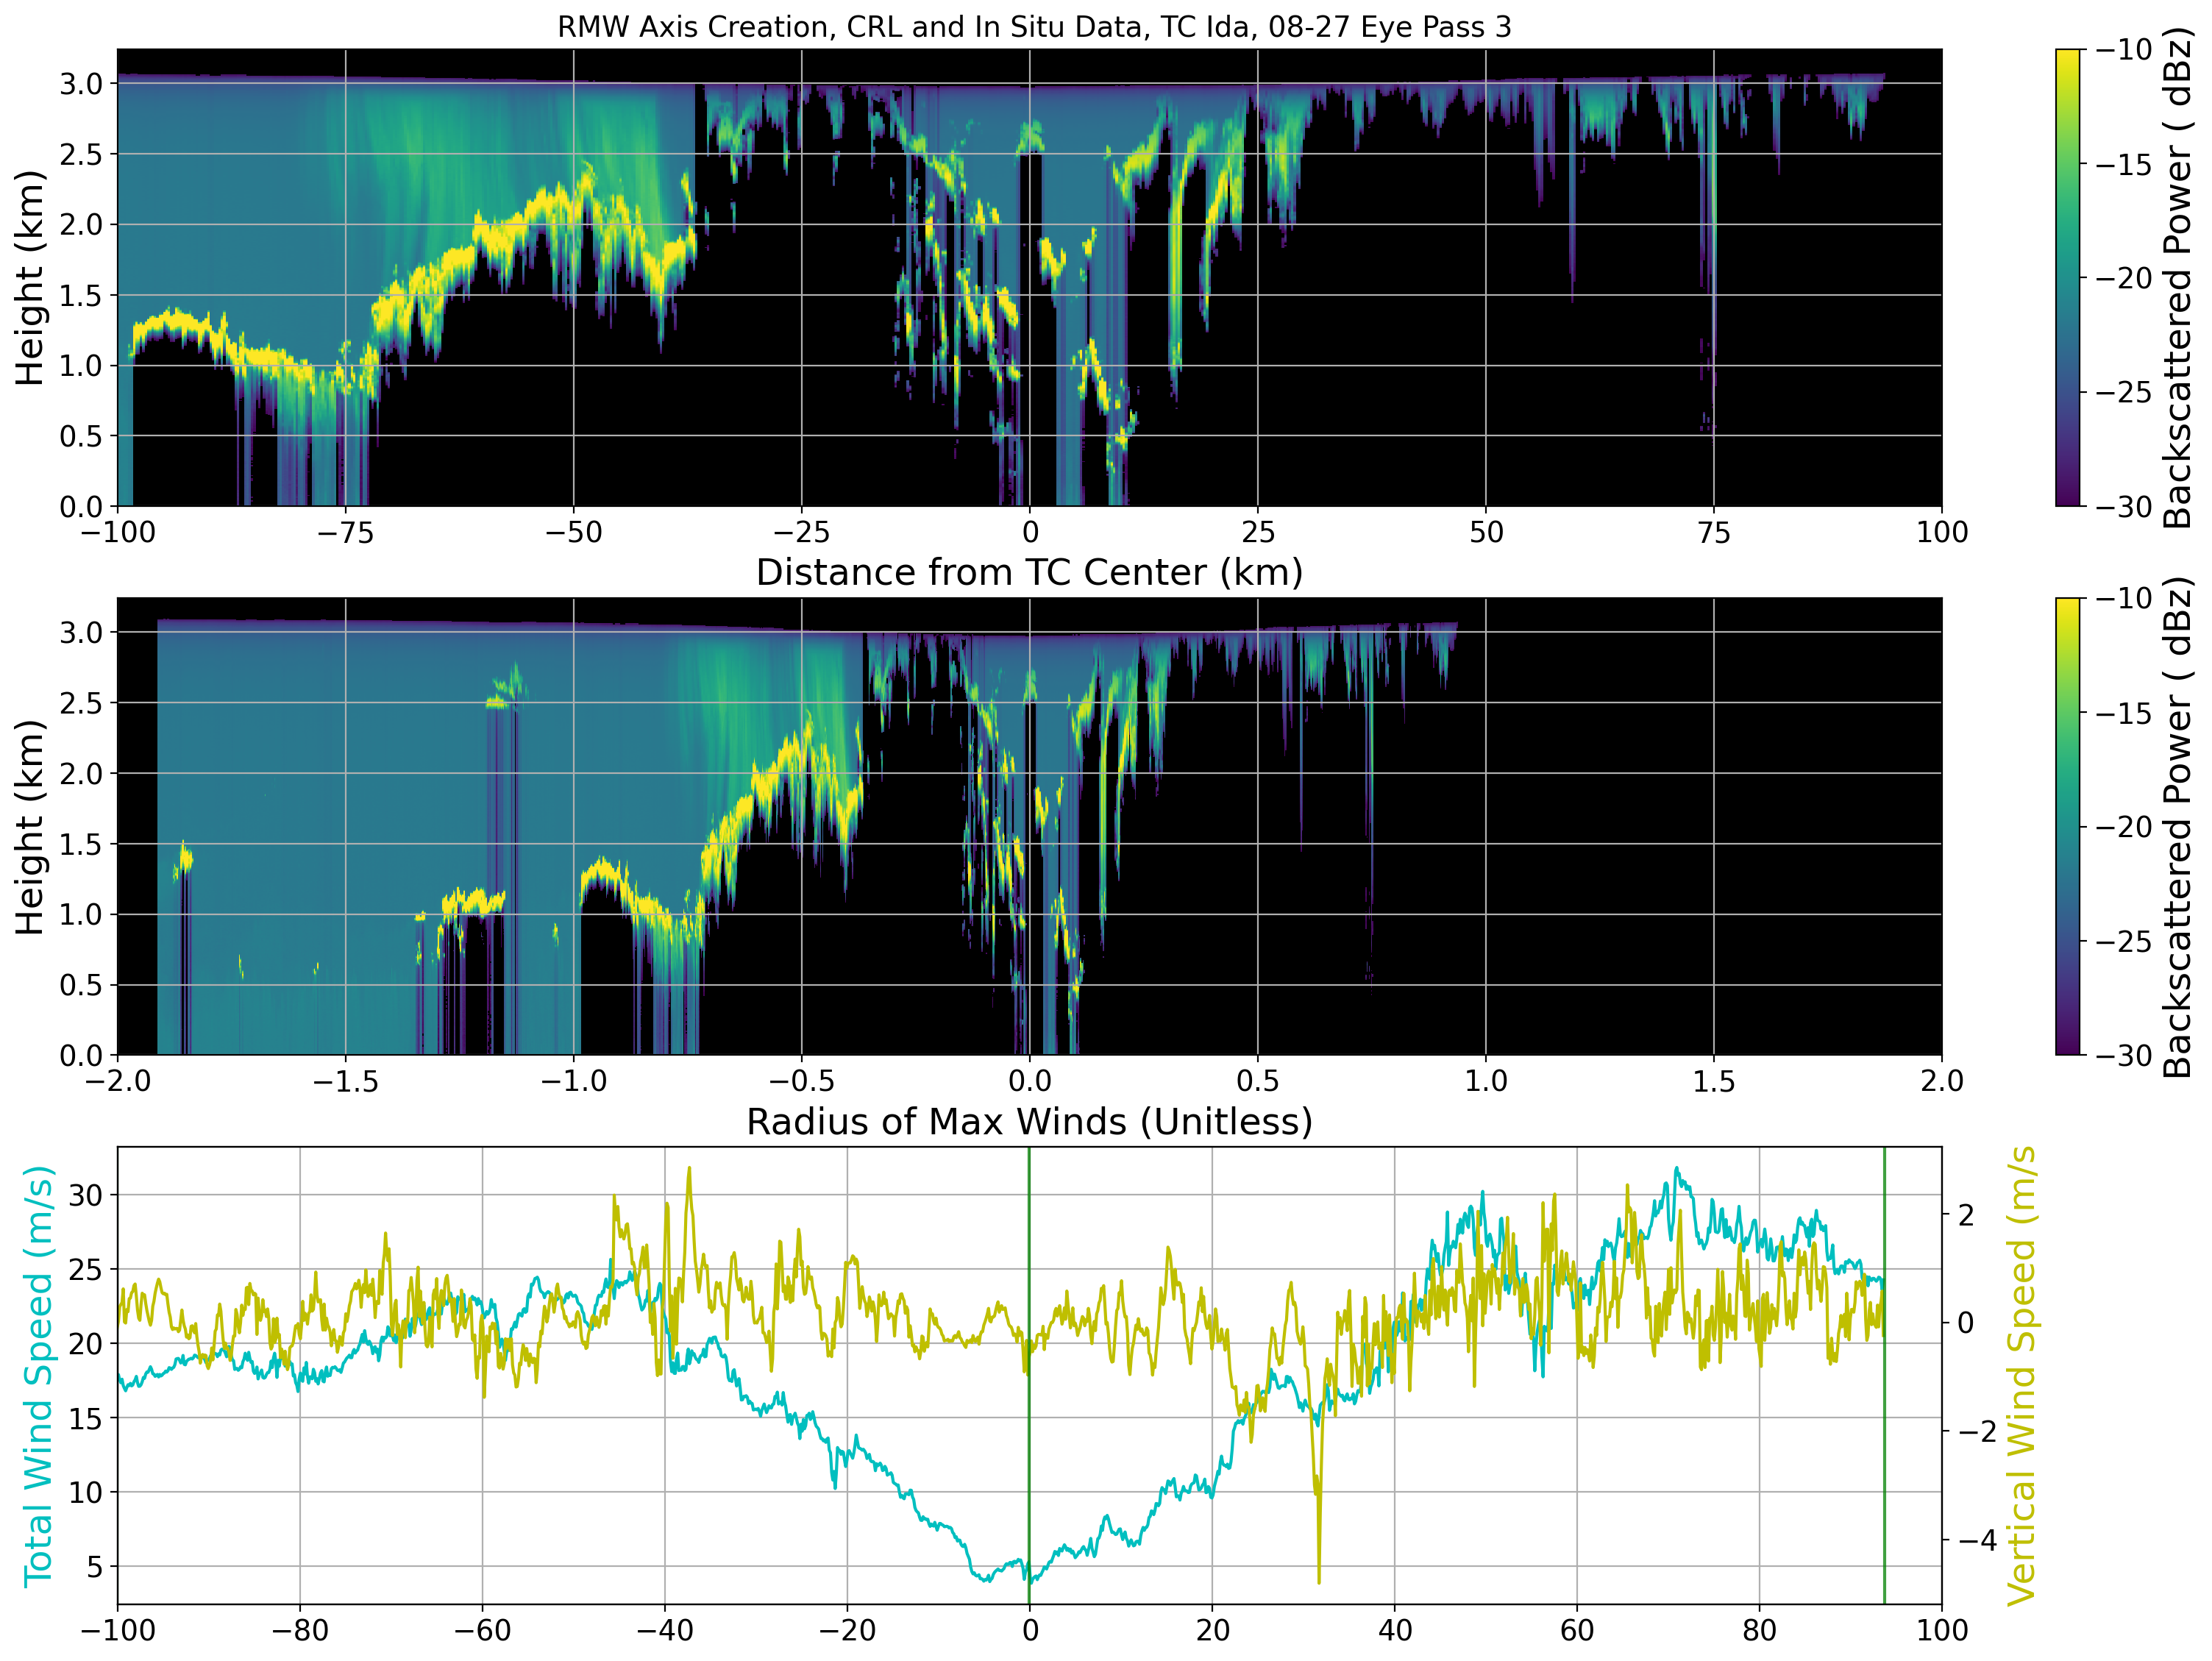 RMW Axis Creation, CRL and In Situ Data, TC Ida, 08-27 Eye Pass 3
Height (km)
3.0
2.5
2.0
1.5
1.0
0.5
0.0
−100 −75 −50 −25 0 25 50 75 100
Distance from TC Center (km)
−10
−15
−20
−25
−30
Backscattered Power ( dBz)
Height (km)
3.0
2.5
2.0
1.5
1.0
0.5
0.0
−2.0 −1.5 −1.0 −0.5 0.0 0.5 1.0 1.5 2.0
Radius of Max Winds (Unitless)
−10
−15
−20
−25
−30
Backscattered Power ( dBz)
Total Wind Speed (m/s)
30
25
20
15
10
5
−100 −80 −60 −40 −20 0 20 40 60 80 100
2
0
−2
−4
Vertical Wind Speed (m/s